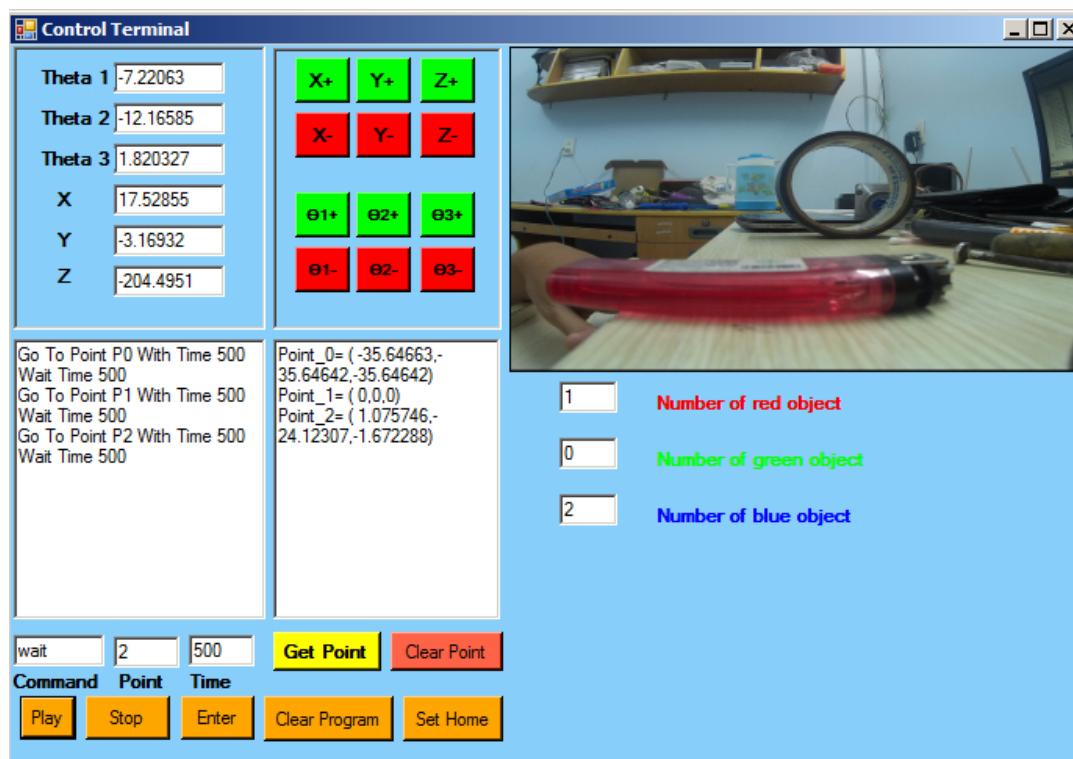 Control Terminal
Theta 1 -7.22063
Theta 2 -12.16585
Theta 3 1.820327
X 17.52855
Y -3.16932
Z -204.4951
X+ Y+ Z+
X- Y- Z-
Θ1+ Θ2+ Θ3+
Θ1- Θ2- Θ3-
Go To Point P0 With Time 500
Wait Time 500
Go To Point P1 With Time 500
Wait Time 500
Go To Point P2 With Time 500
Wait Time 500
Point_0= ( -35.64663,-
35.64642,-35.64642)
Point_1= ( 0,0,0)
Point_2= ( 1.075746,-
24.12307,-1.672288)
1 Number of red object
0 Number of green object
2 Number of blue object
wait 2 500
Command Point Time
Get Point Clear Point
Play Stop Enter Clear Program Set Home